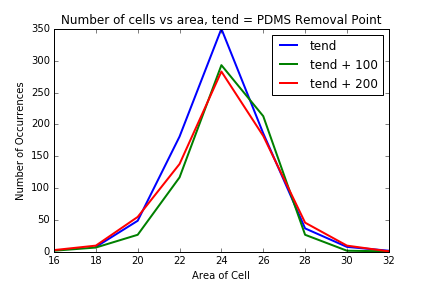 Number of cells vs area, tend = PDMS Removal Point
350
300
250
200
150
100
50
0
Number of Occurrences
tend
tend + 100
tend + 200
16 18 20 22 24 26 28 30 32
Area of Cell